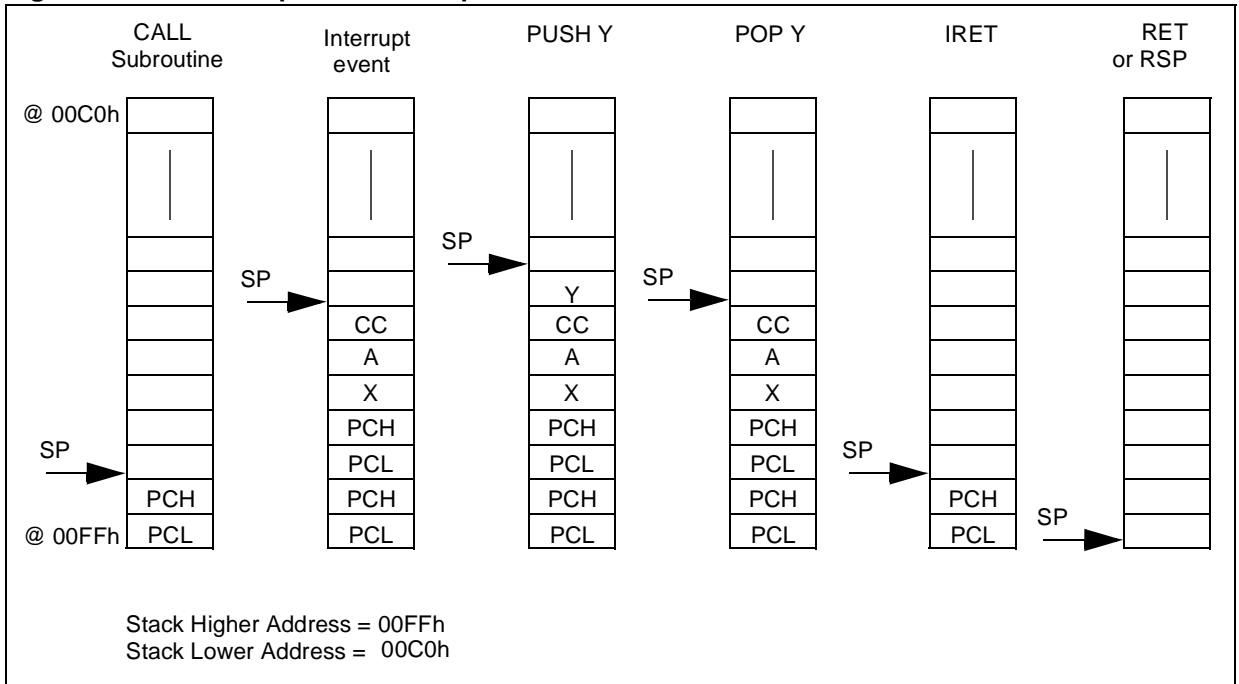 CALL
Subroutine
Interrupt
event
PUSH Y
POP Y
IRET
RET
or RSP
@ 00C0h
SP
SP
SP
SP
SP
SP
Y
CC
CC
CC
A
A
A
X
X
X
PCH
PCH
PCH
PCL
PCL
PCL
PCH
PCH
PCH
PCH
PCH
@ 00FFh
PCL
PCL
PCL
PCL
PCL
Stack Higher Address = 00FFh
Stack Lower Address = 00C0h